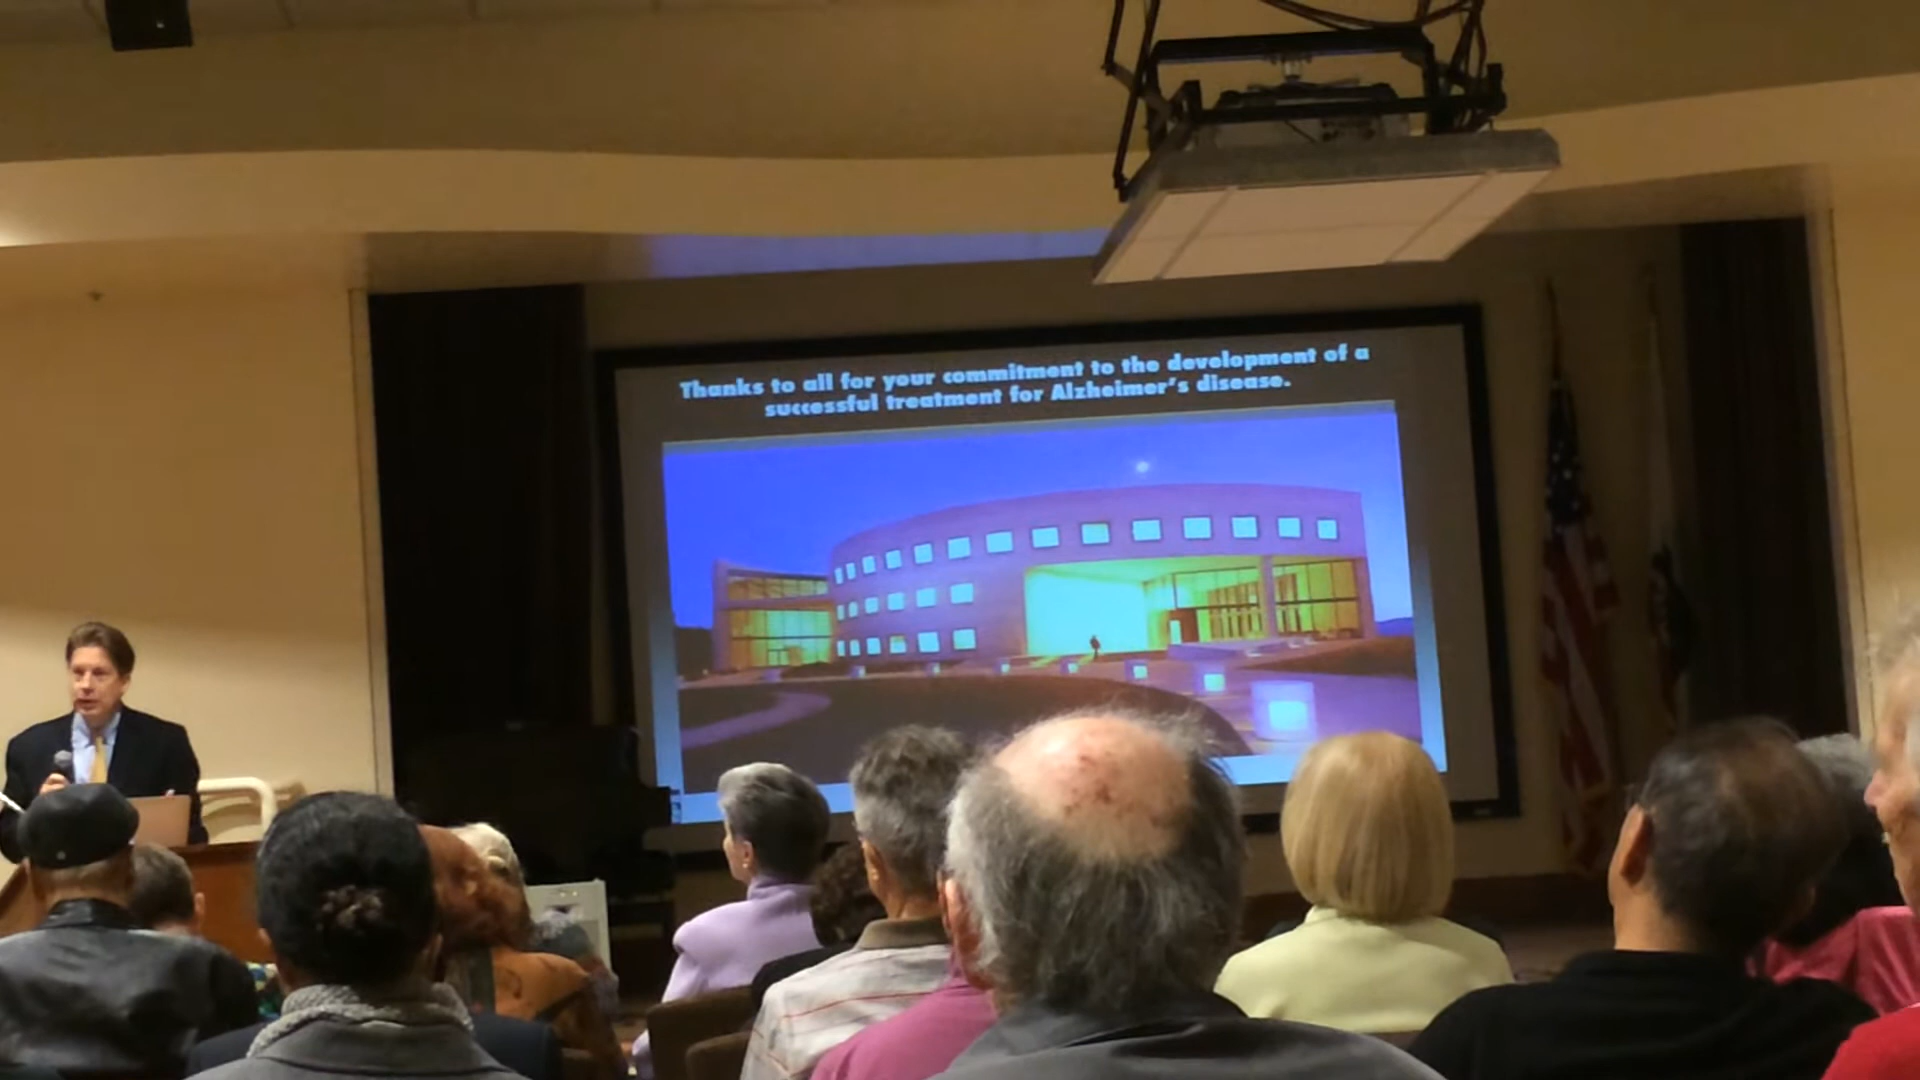 Thanks to all for your commitment to the development of a
successful treatment for Alzheimer's disease.